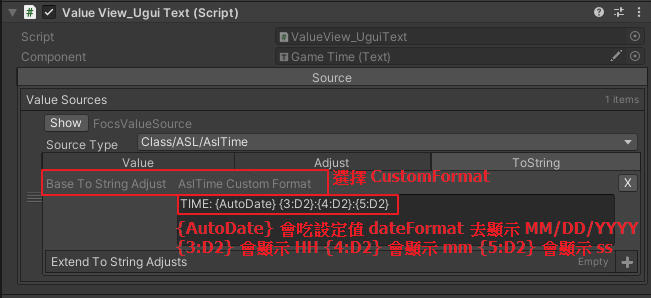 Value View_Ugui Text (Script)
Script ValueView_UguiText
Component Game Time (Text)
Source
Value Sources 1 items
Show FocsValueSource
Source Type Class/ASL/AslTime
Value Adjust ToString
Base To String Adjust AslTime Custom Format 選擇 CustomFormat X
TIME: {AutoDate} {3:D2}:{4:D2}:{5:D2}
{AutoDate} 會吃設定值 dateFormat 去顯示 MM/DD/YYYY
{3:D2} 會顯示 HH {4:D2} 會顯示 mm {5:D2} 會顯示 ss
Extend To String Adjusts Empty +